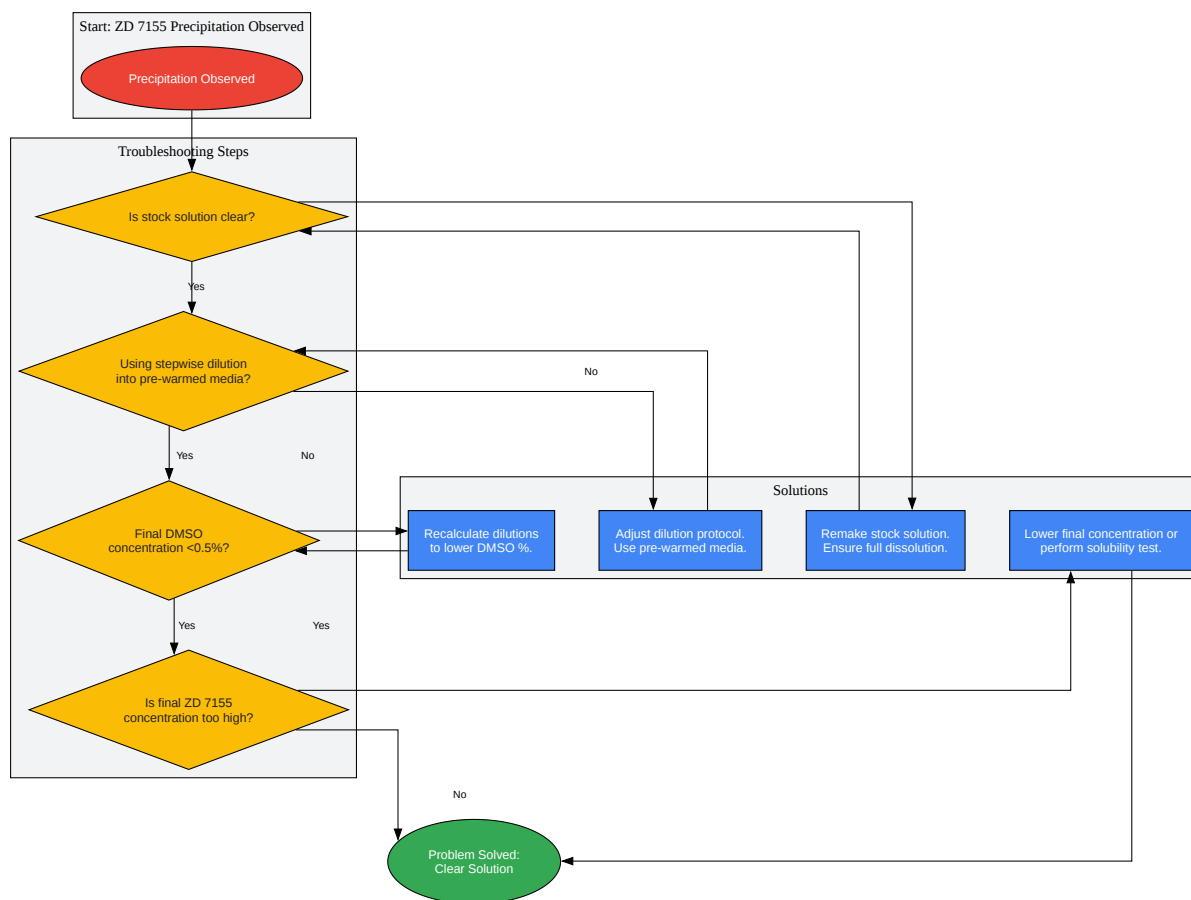 Start: ZD 7155 Precipitation Observed
Precipitation Observed
Troubleshooting Steps
Is stock solution clear?
Yes
Using stepwise dilution
into pre-warmed media?
No
Yes
No
Solutions
Final DMSO
concentration <0.5%?
Recalculate dilutions
to lower DMSO %.
Adjust dilution protocol.
Use pre-warmed media.
Remake stock solution.
Ensure full dissolution.
Lower final concentration or
perform solubility test.
Yes
Yes
Is final ZD 7155
concentration too high?
No
Problem Solved:
Clear Solution